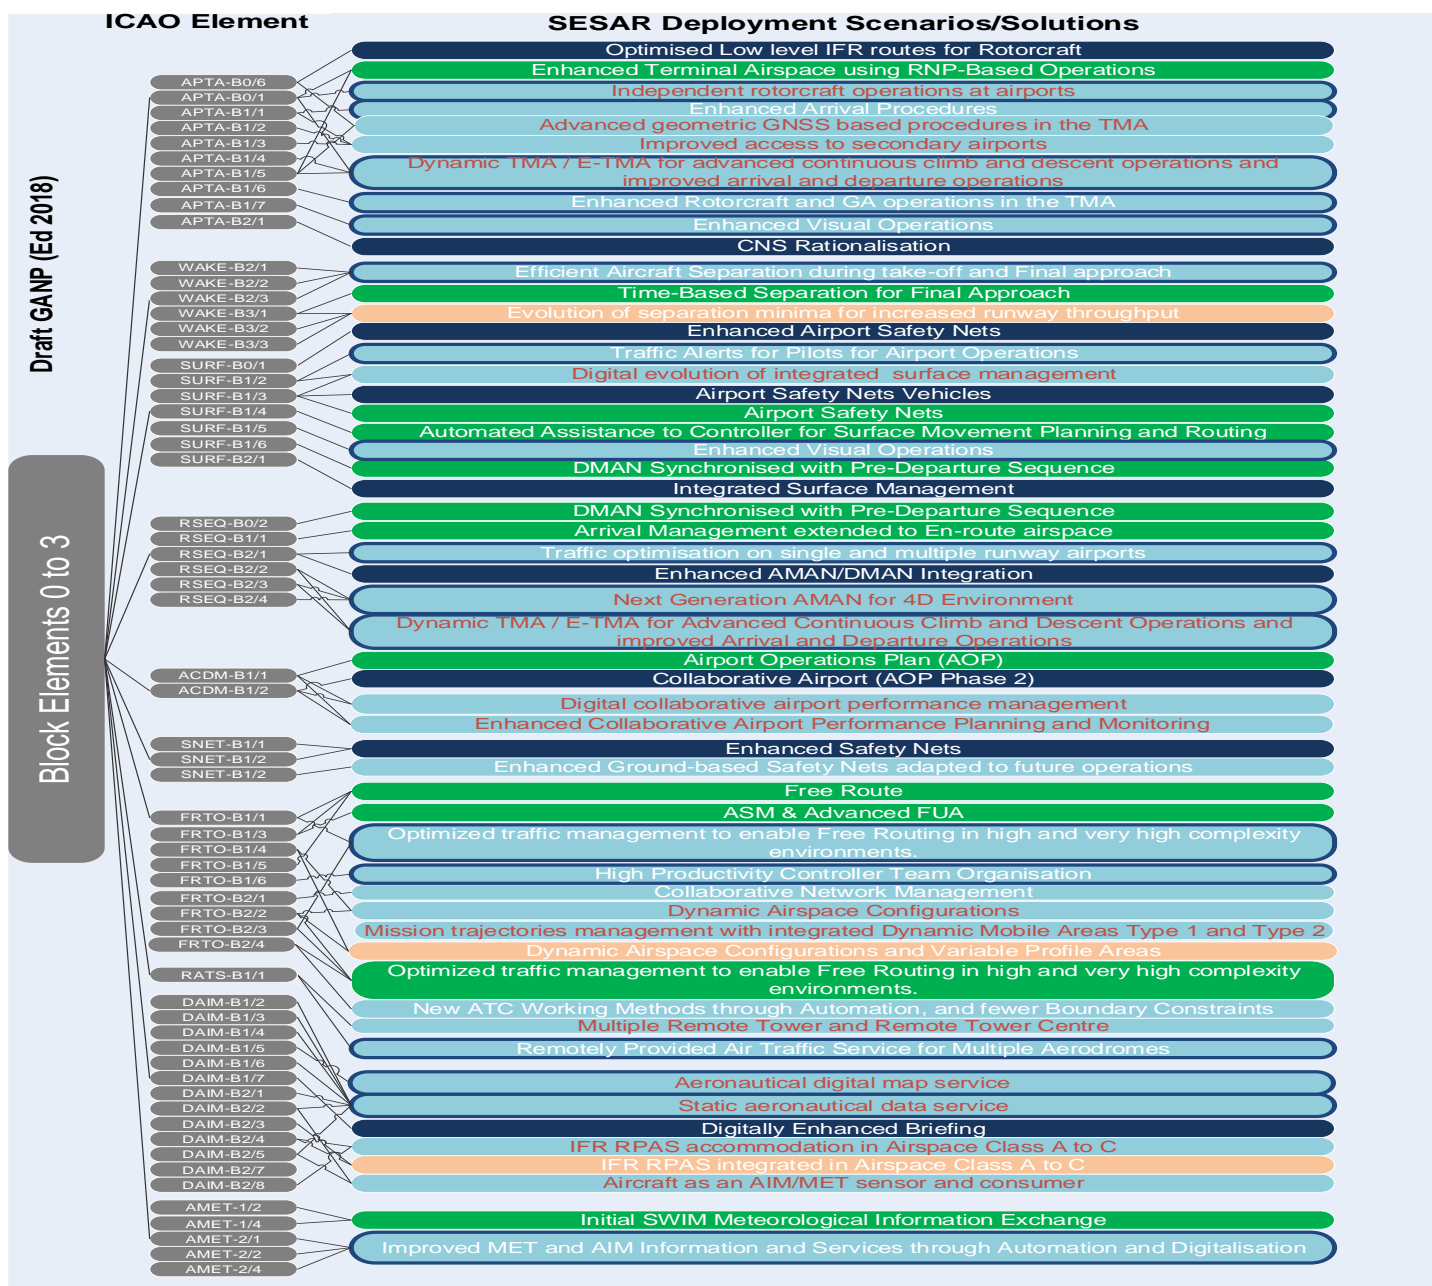 ICAO Element
SESAR Deployment Scenarios/Solutions
Draft GANP (Ed 2018)
Block Elements 0 to 3
APTA-B0/6
APTA-B0/1
APTA-B1/1
APTA-B1/2
APTA-B1/3
APTA-B1/4
APTA-B1/5
APTA-B1/6
APTA-B1/7
APTA-B2/1
WAKE-B2/1
WAKE-B2/2
WAKE-B2/3
WAKE-B3/1
WAKE-B3/2
WAKE-B3/3
SURF-B0/1
SURF-B1/2
SURF-B1/3
SURF-B1/4
SURF-B1/5
SURF-B1/6
SURF-B2/1
RSEQ-B0/2
RSEQ-B1/1
RSEQ-B2/1
RSEQ-B2/2
RSEQ-B2/3
RSEQ-B2/4
ACDM-B1/1
ACDM-B1/2
SNET-B1/1
SNET-B1/2
SNET-B1/2
FRTO-B1/1
FRTO-B1/3
FRTO-B1/4
FRTO-B1/5
FRTO-B1/6
FRTO-B2/1
FRTO-B2/2
FRTO-B2/3
FRTO-B2/4
RATS-B1/1
DAIM-B1/2
DAIM-B1/3
DAIM-B1/4
DAIM-B1/5
DAIM-B1/6
DAIM-B1/7
DAIM-B2/1
DAIM-B2/2
DAIM-B2/3
DAIM-B2/4
DAIM-B2/5
DAIM-B2/7
DAIM-B2/8
AMET-1/2
AMET-1/4
AMET-2/1
AMET-2/2
AMET-2/4
Optimised Low level IFR routes for Rotorcraft
Enhanced Terminal Airspace using RNP-Based Operations
Independent rotorcraft operations at airports
Enhanced Arrival Procedures
Advanced geometric GNSS based procedures in the TMA
Improved access to secondary airports
Dynamic TMA / E-TMA for advanced continuous climb and descent operations and
improved arrival and departure operations
Enhanced Rotorcraft and GA operations in the TMA
Enhanced Visual Operations
CNS Rationalisation
Efficient Aircraft Separation during take-off and Final approach
Time-Based Separation for Final Approach
Evolution of separation minima for increased runway throughput
Enhanced Airport Safety Nets
Traffic Alerts for Pilots for Airport Operations
Digital evolution of integrated surface management
Airport Safety Nets Vehicles
Airport Safety Nets
Automated Assistance to Controller for Surface Movement Planning and Routing
Enhanced Visual Operations
DMAN Synchronised with Pre-Departure Sequence
Integrated Surface Management
DMAN Synchronised with Pre-Departure Sequence
Arrival Management extended to En-route airspace
Traffic optimisation on single and multiple runway airports
Enhanced AMAN/DMAN Integration
Next Generation AMAN for 4D Environment
Dynamic TMA / E-TMA for Advanced Continuous Climb and Descent Operations and
improved Arrival and Departure Operations
Airport Operations Plan (AOP)
Collaborative Airport (AOP Phase 2)
Digital collaborative airport performance management
Enhanced Collaborative Airport Performance Planning and Monitoring
Enhanced Safety Nets
Enhanced Ground-based Safety Nets adapted to future operations
Free Route
ASM & Advanced FUA
Optimized traffic management to enable Free Routing in high and very high complexity
environments.
High Productivity Controller Team Organisation
Collaborative Network Management
Dynamic Airspace Configurations
Mission trajectories management with integrated Dynamic Mobile Areas Type 1 and Type 2
Dynamic Airspace Configurations and Variable Profile Areas
Optimized traffic management to enable Free Routing in high and very high complexity
environments.
New ATC Working Methods through Automation, and fewer Boundary Constraints
Multiple Remote Tower and Remote Tower Centre
Remotely Provided Air Traffic Service for Multiple Aerodromes
Aeronautical digital map service
Static aeronautical data service
Digitally Enhanced Briefing
IFR RPAS accommodation in Airspace Class A to C
IFR RPAS integrated in Airspace Class A to C
Aircraft as an AIM/MET sensor and consumer
Initial SWIM Meteorological Information Exchange
Improved MET and AIM Information and Services through Automation and Digitalisation